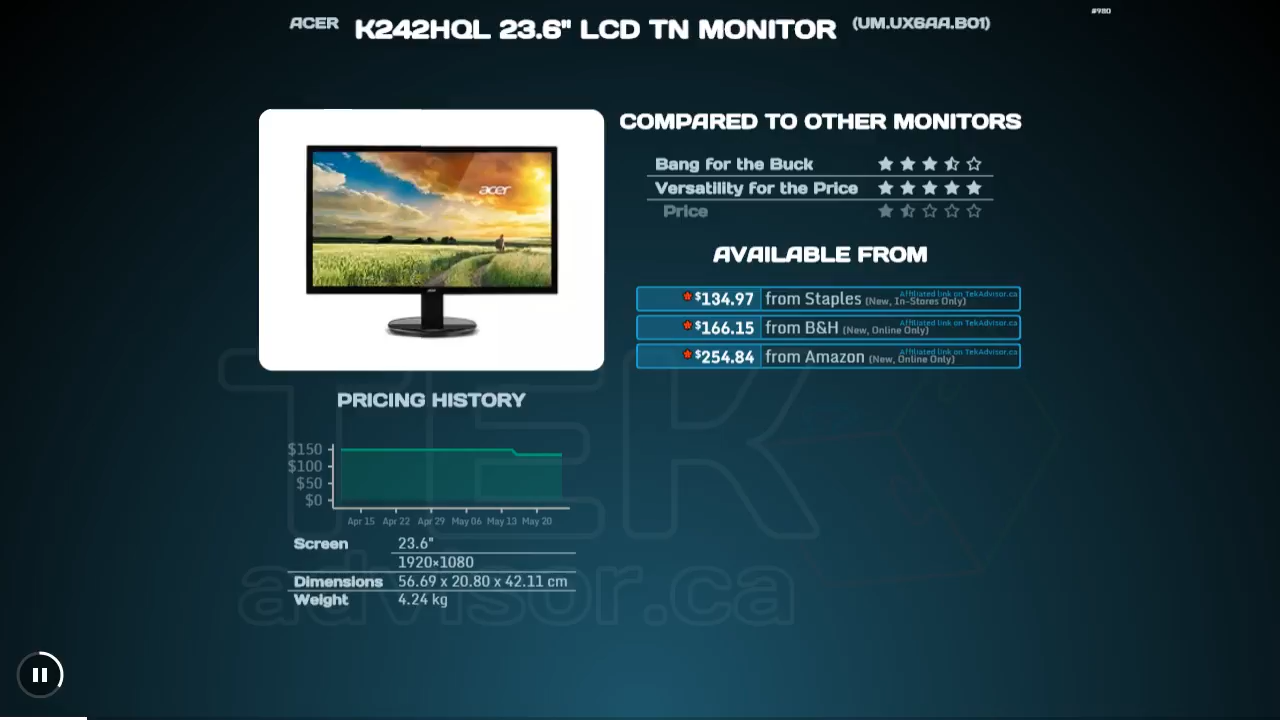 #980
ACER K242HQL 23.6" LCD TN MONITOR (UM.UX6AA.B01)
acer
COMPARED TO OTHER MONITORS
Bang for the Buck
Versatility for the Price
Price
AVAILABLE FROM
$134.97 from Staples (New, In-Stores Only) Affiliated link on TekAdvisor.ca
$166.15 from B&H (New, Online Only) Affiliated link on TekAdvisor.ca
$254.84 from Amazon (New, Online Only) Affiliated link on TekAdvisor.ca
PRICING HISTORY
$150
$100
$50
$0
Apr 15 Apr 22 Apr 29 May 06 May 13 May 20
Screen 23.6"
1920×1080
Dimensions 56.69 x 20.80 x 42.11 cm
Weight 4.24 kg
TEK
advisor.ca